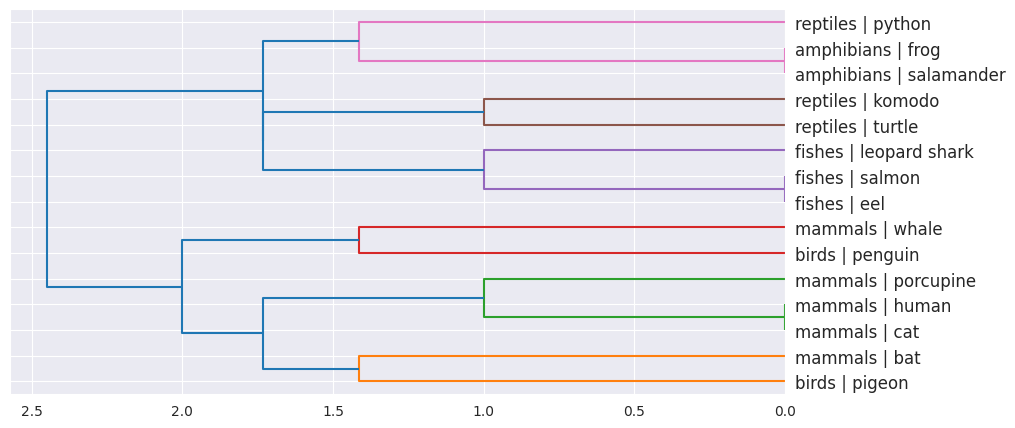 reptiles | python
amphibians | frog
amphibians | salamander
reptiles | komodo
reptiles | turtle
fishes | leopard shark
fishes | salmon
fishes | eel
mammals | whale
birds | penguin
mammals | porcupine
mammals | human
mammals | cat
mammals | bat
birds | pigeon
2.5 2.0 1.5 1.0 0.5 0.0